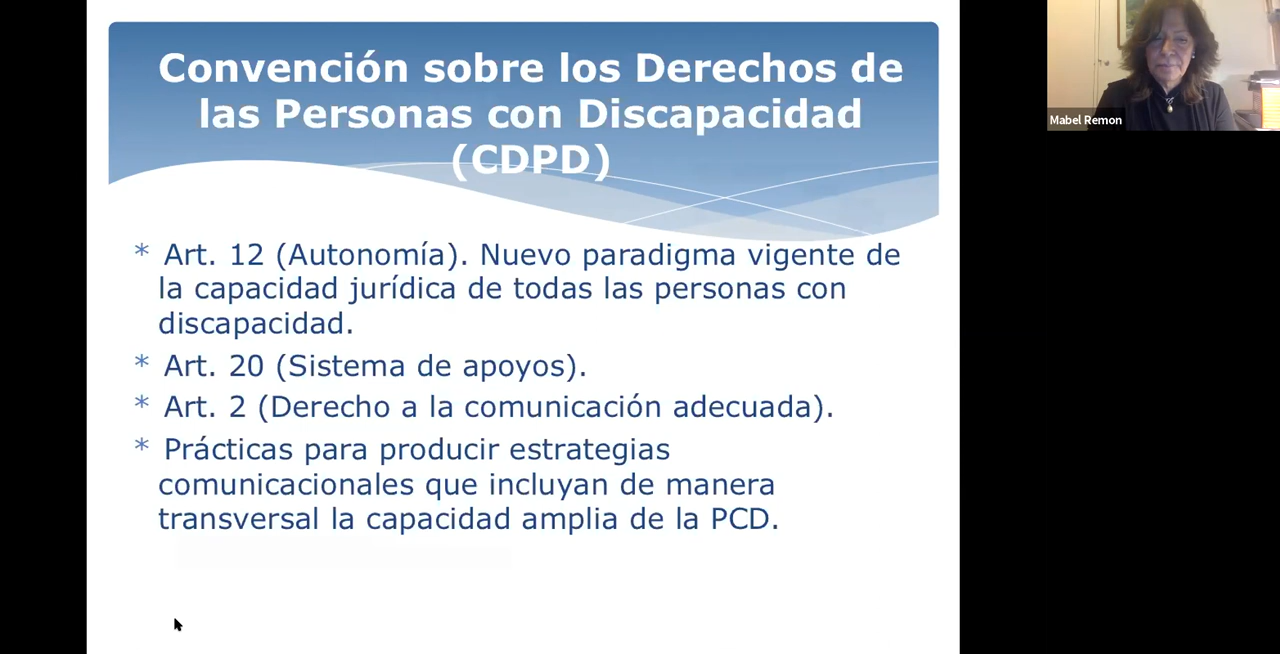 Convención sobre los Derechos de
las Personas con Discapacidad
(CDPD)
* Art. 12 (Autonomía). Nuevo paradigma vigente de
la capacidad jurídica de todas las personas con
discapacidad.
* Art. 20 (Sistema de apoyos).
* Art. 2 (Derecho a la comunicación adecuada).
* Prácticas para producir estrategias
comunicacionales que incluyan de manera
transversal la capacidad amplia de la PCD.
Mabel Remon